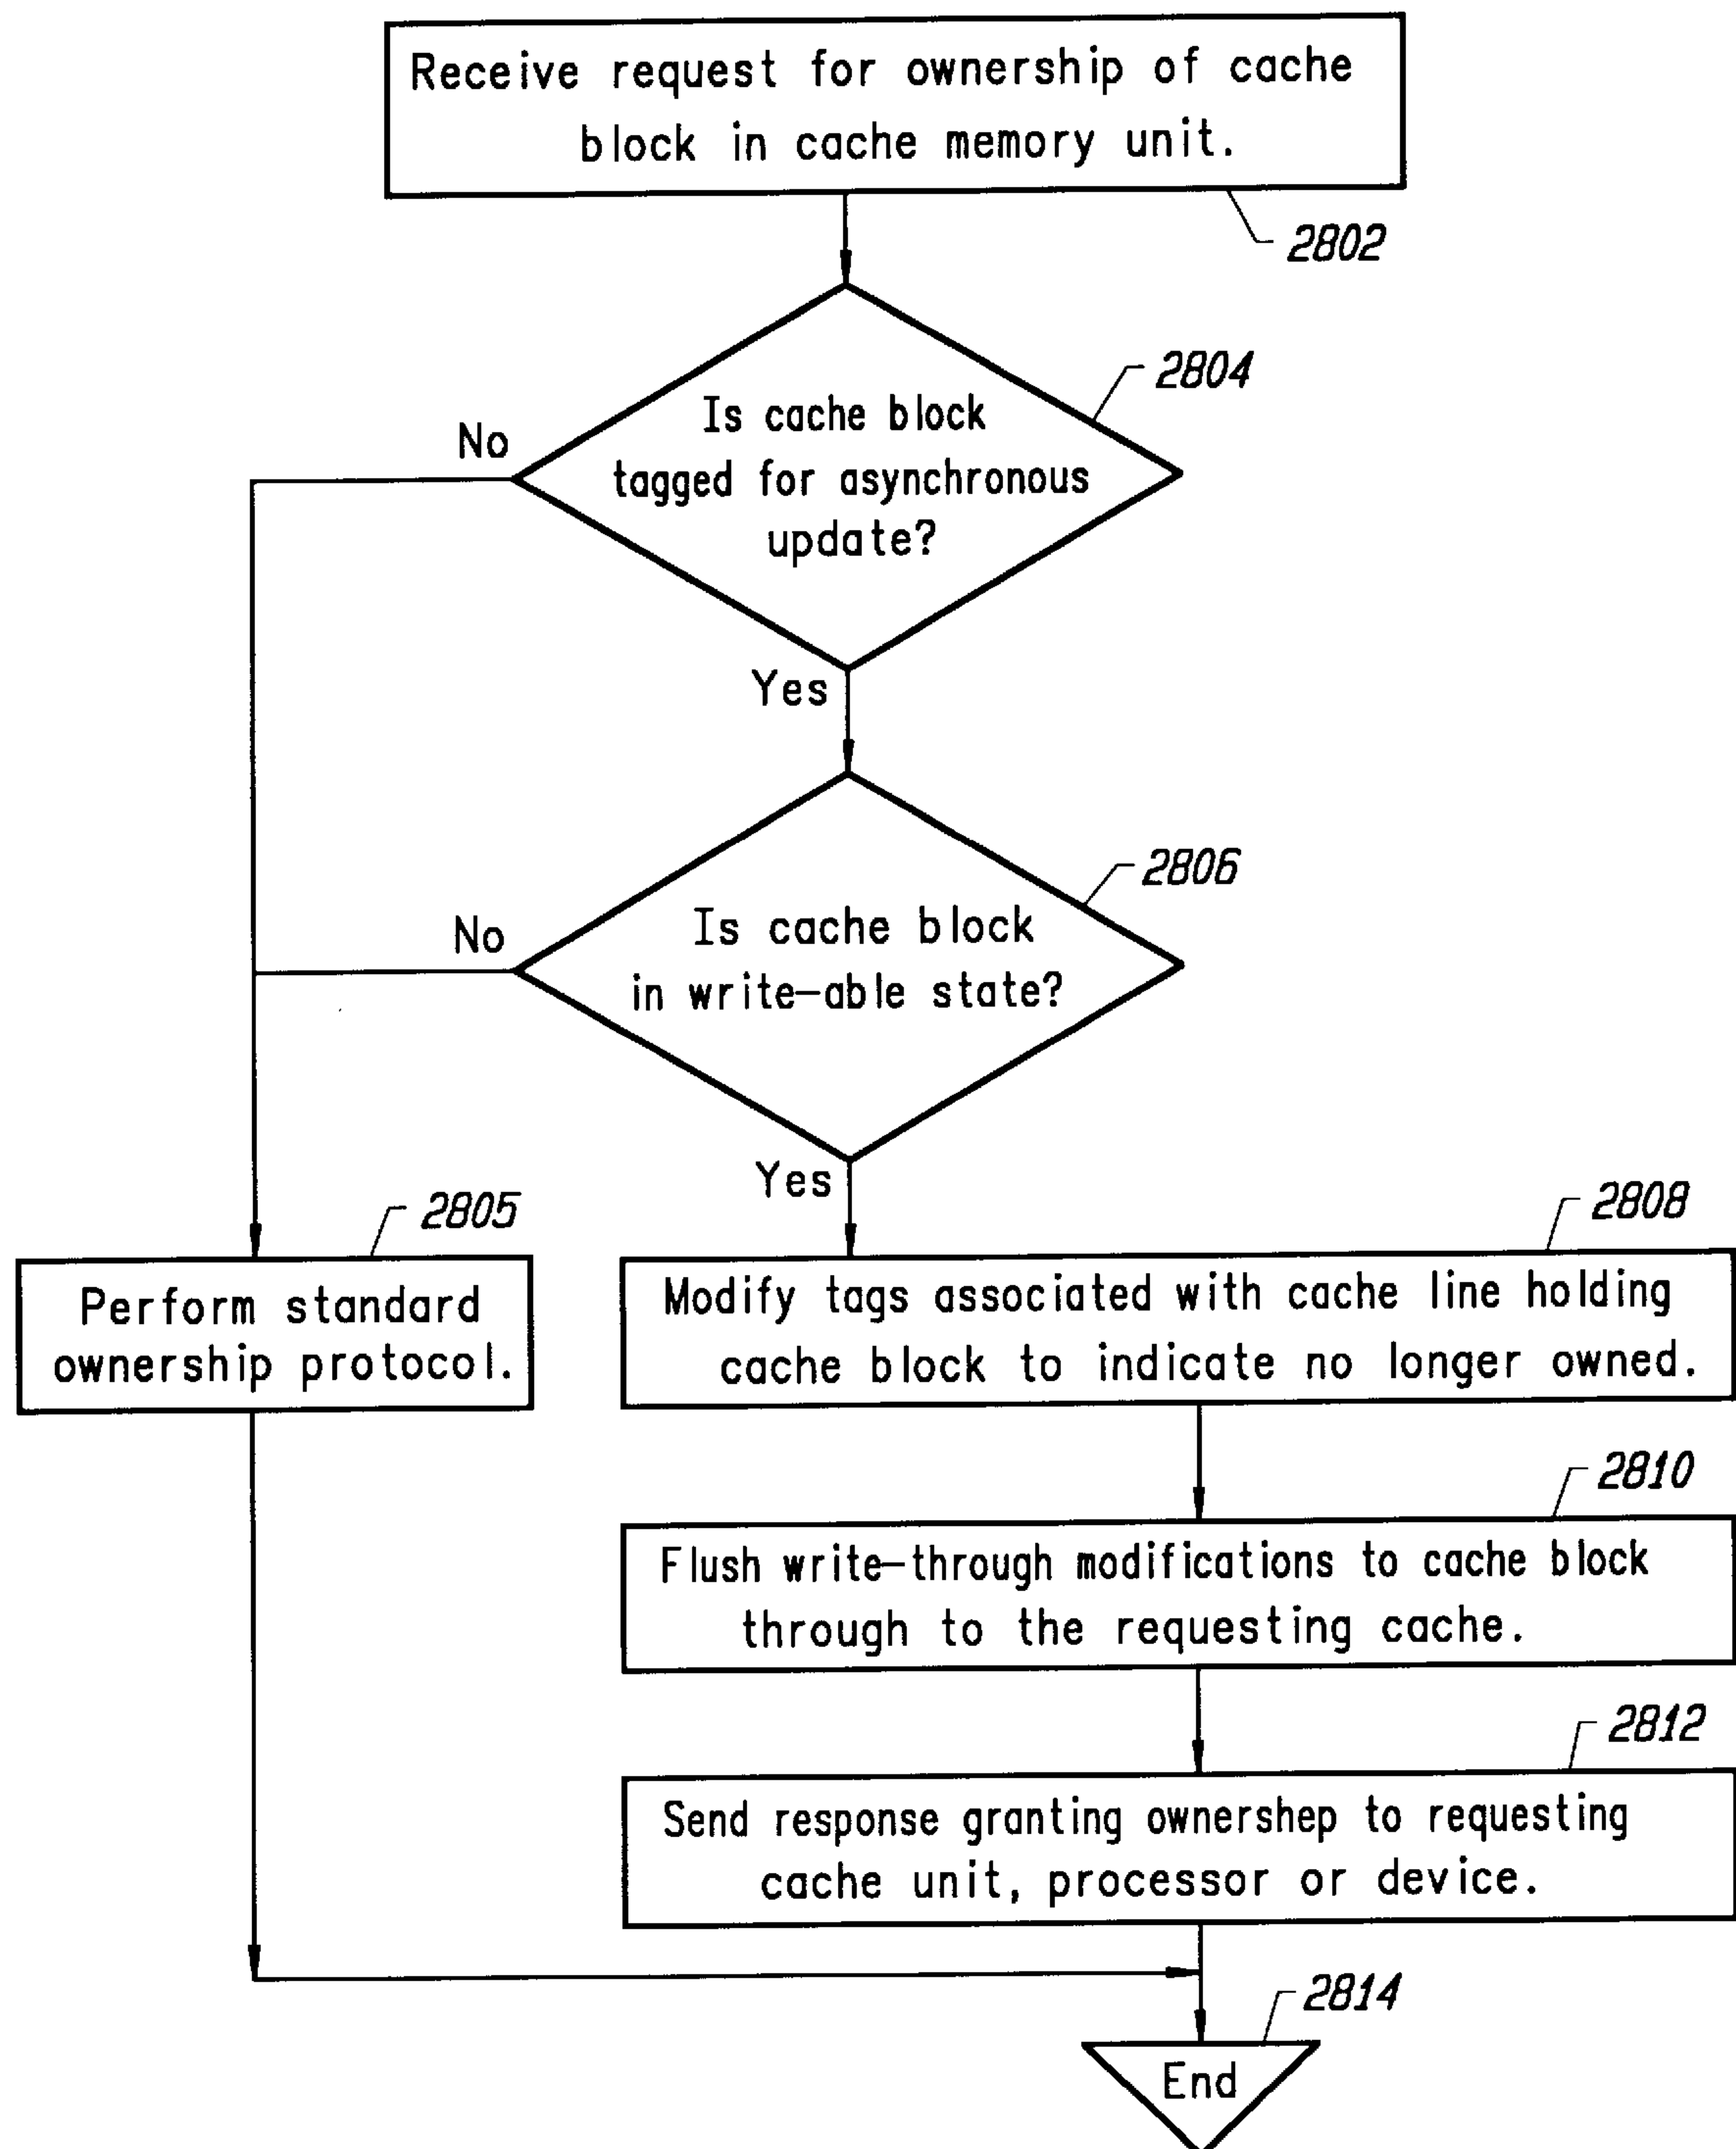 Receive request for ownership of cache
block in cache memory unit.
2802
2804
Is cache block
tagged for asynchronous
update?
No
Yes
2806
Is cache block
in write-able state?
No
Yes
2805
Perform standard
ownership protocol.
2808
Modify tags associated with cache line holding
cache block to indicate no longer owned.
2810
Flush write-through modifications to cache block
through to the requesting cache.
2812
Send response granting ownershep to requesting
cache unit, processor or device.
2814
End